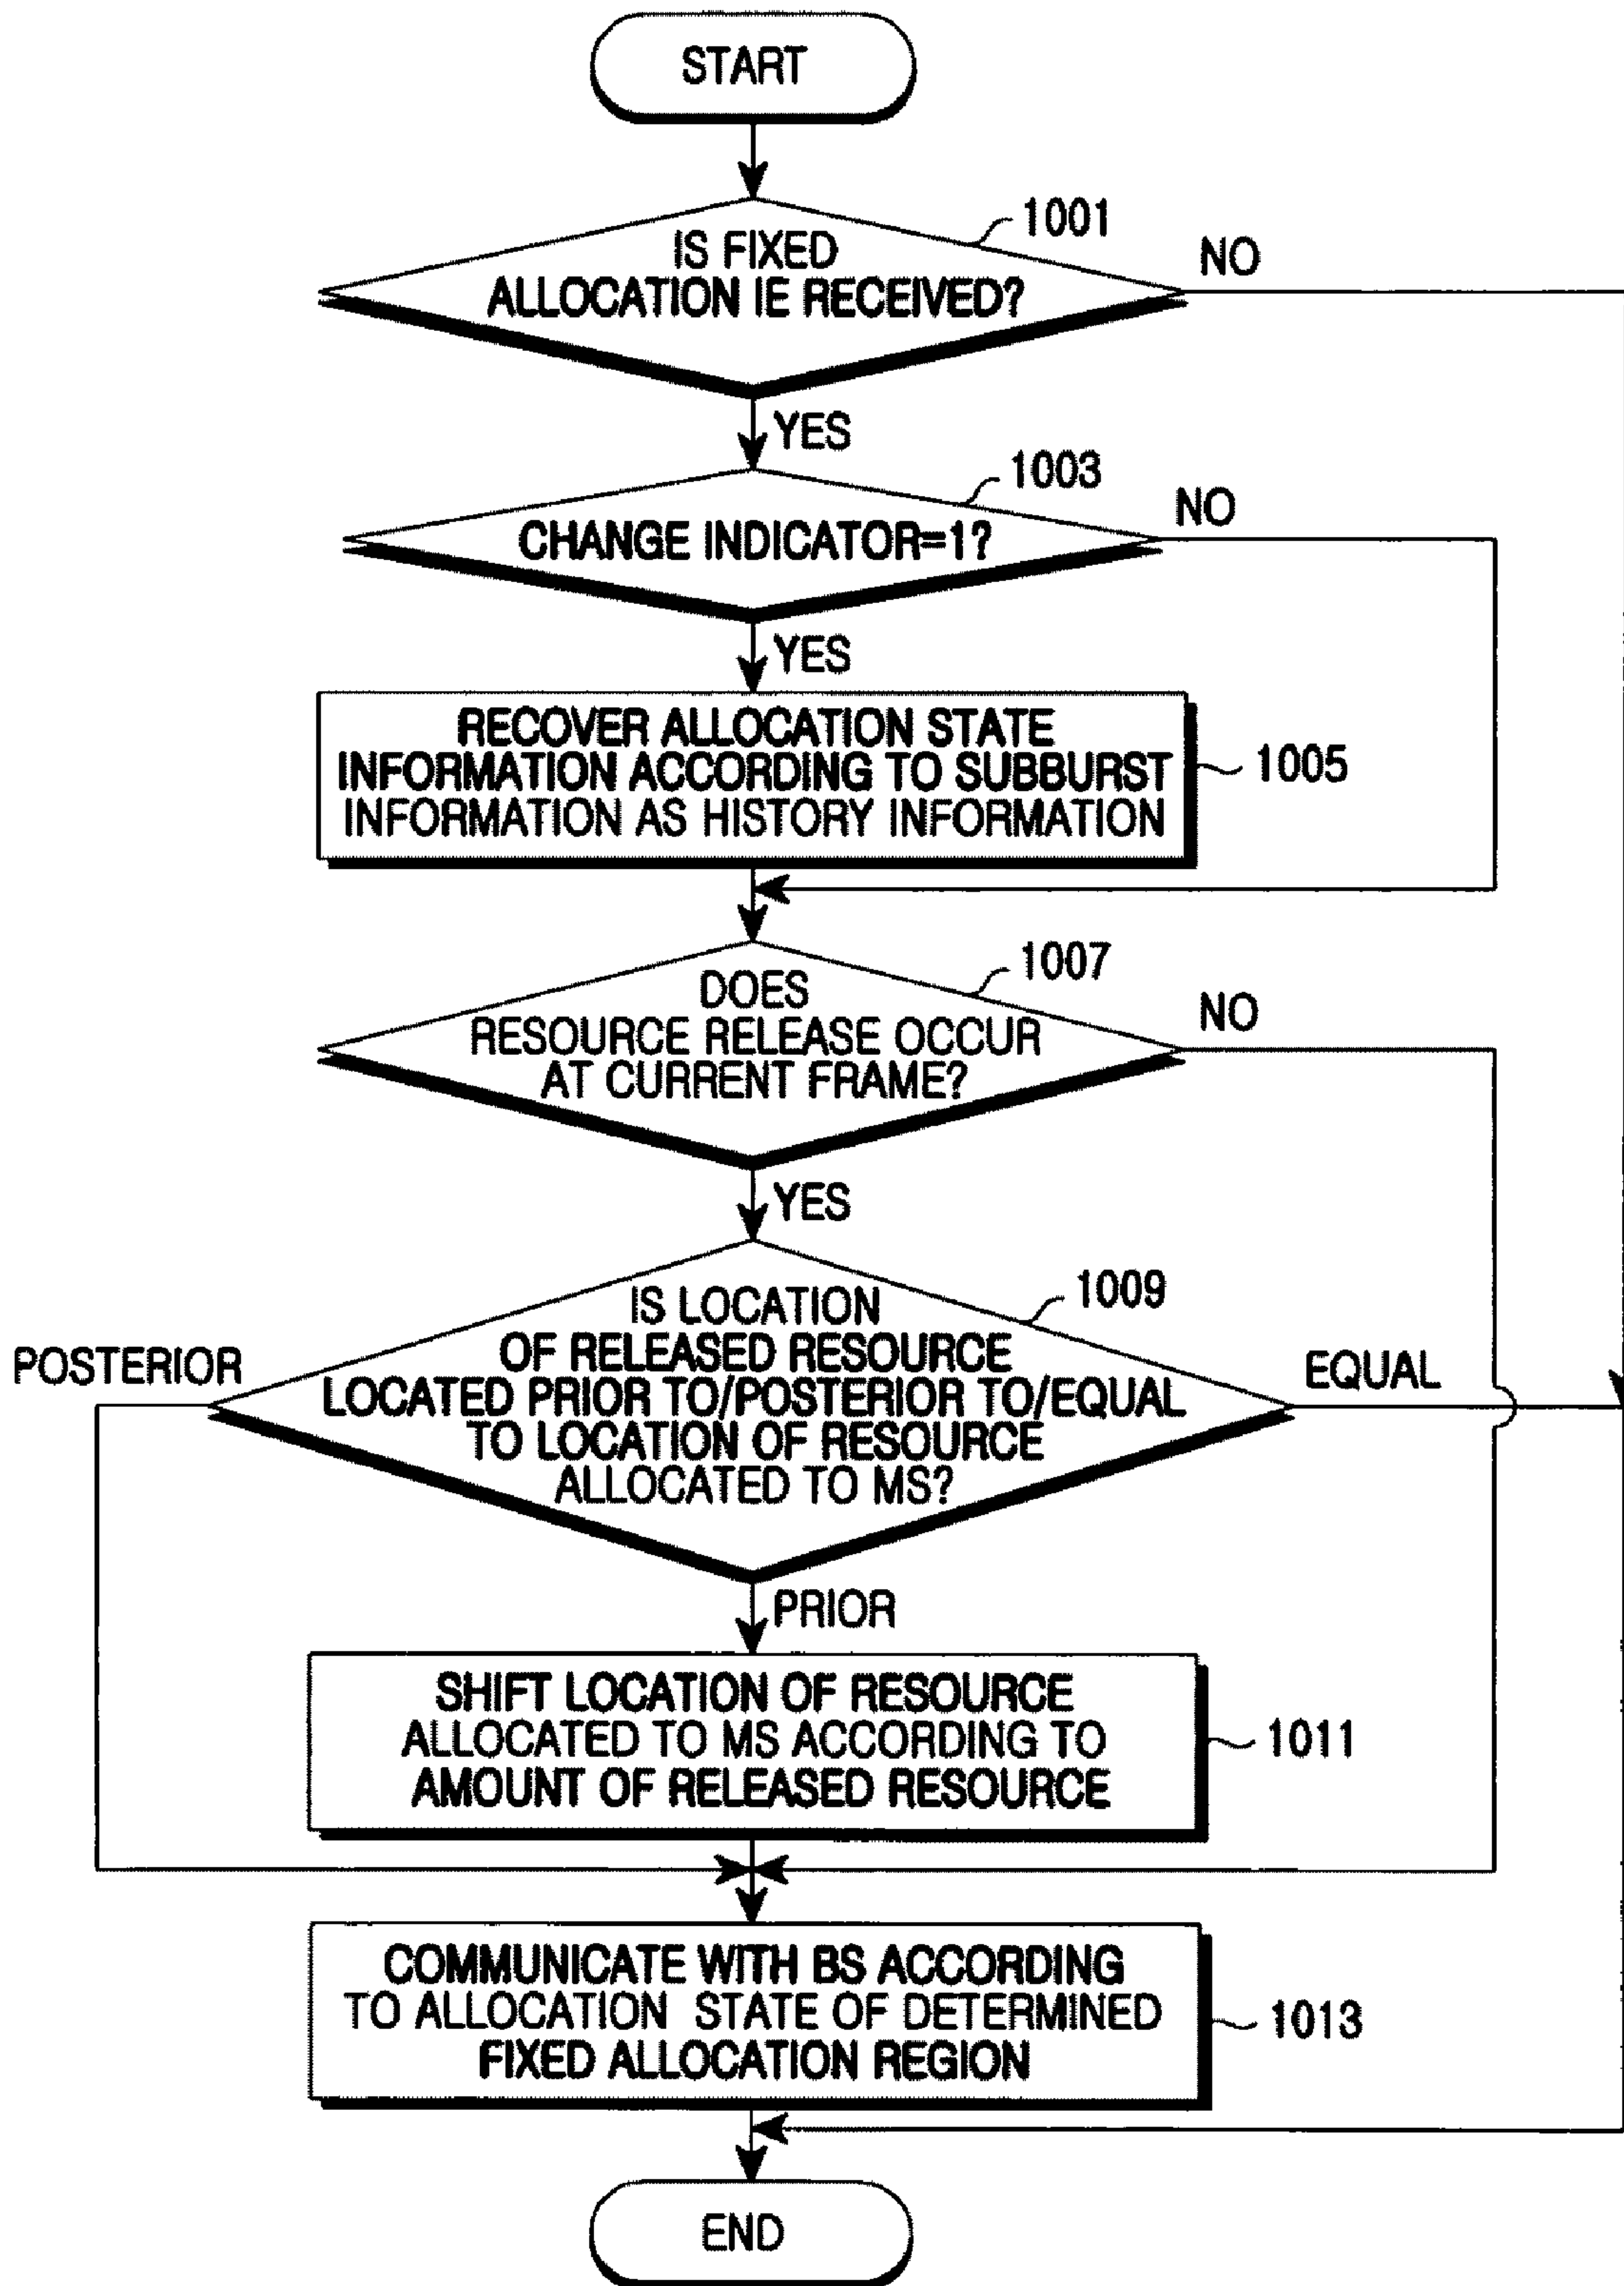 START
1001
IS FIXED
ALLOCATION IE RECEIVED?
NO
YES
1003
CHANGE INDICATOR=1?
NO
YES
RECOVER ALLOCATION STATE
INFORMATION ACCORDING TO SUBBURST
INFORMATION AS HISTORY INFORMATION
1005
1007
DOES
RESOURCE RELEASE OCCUR
AT CURRENT FRAME?
NO
YES
1009
IS LOCATION
OF RELEASED RESOURCE
LOCATED PRIOR TO/POSTERIOR TO/EQUAL
TO LOCATION OF RESOURCE
ALLOCATED TO MS?
POSTERIOR
EQUAL
PRIOR
SHIFT LOCATION OF RESOURCE
ALLOCATED TO MS ACCORDING TO
AMOUNT OF RELEASED RESOURCE
1011
COMMUNICATE WITH BS ACCORDING
TO ALLOCATION STATE OF DETERMINED
FIXED ALLOCATION REGION
1013
END